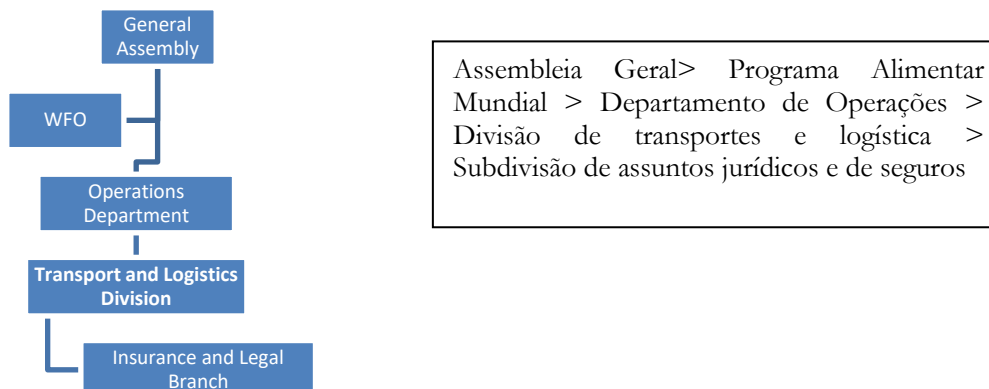 General
Assembly
WFO
Operations
Department
Transport and Logistics
Division
Insurance and Legal
Branch
Assembleia Geral> Programa Alimentar
Mundial > Departamento de Operações >
Divisão de transportes e logística >
Subdivisão de assuntos jurídicos e de seguros